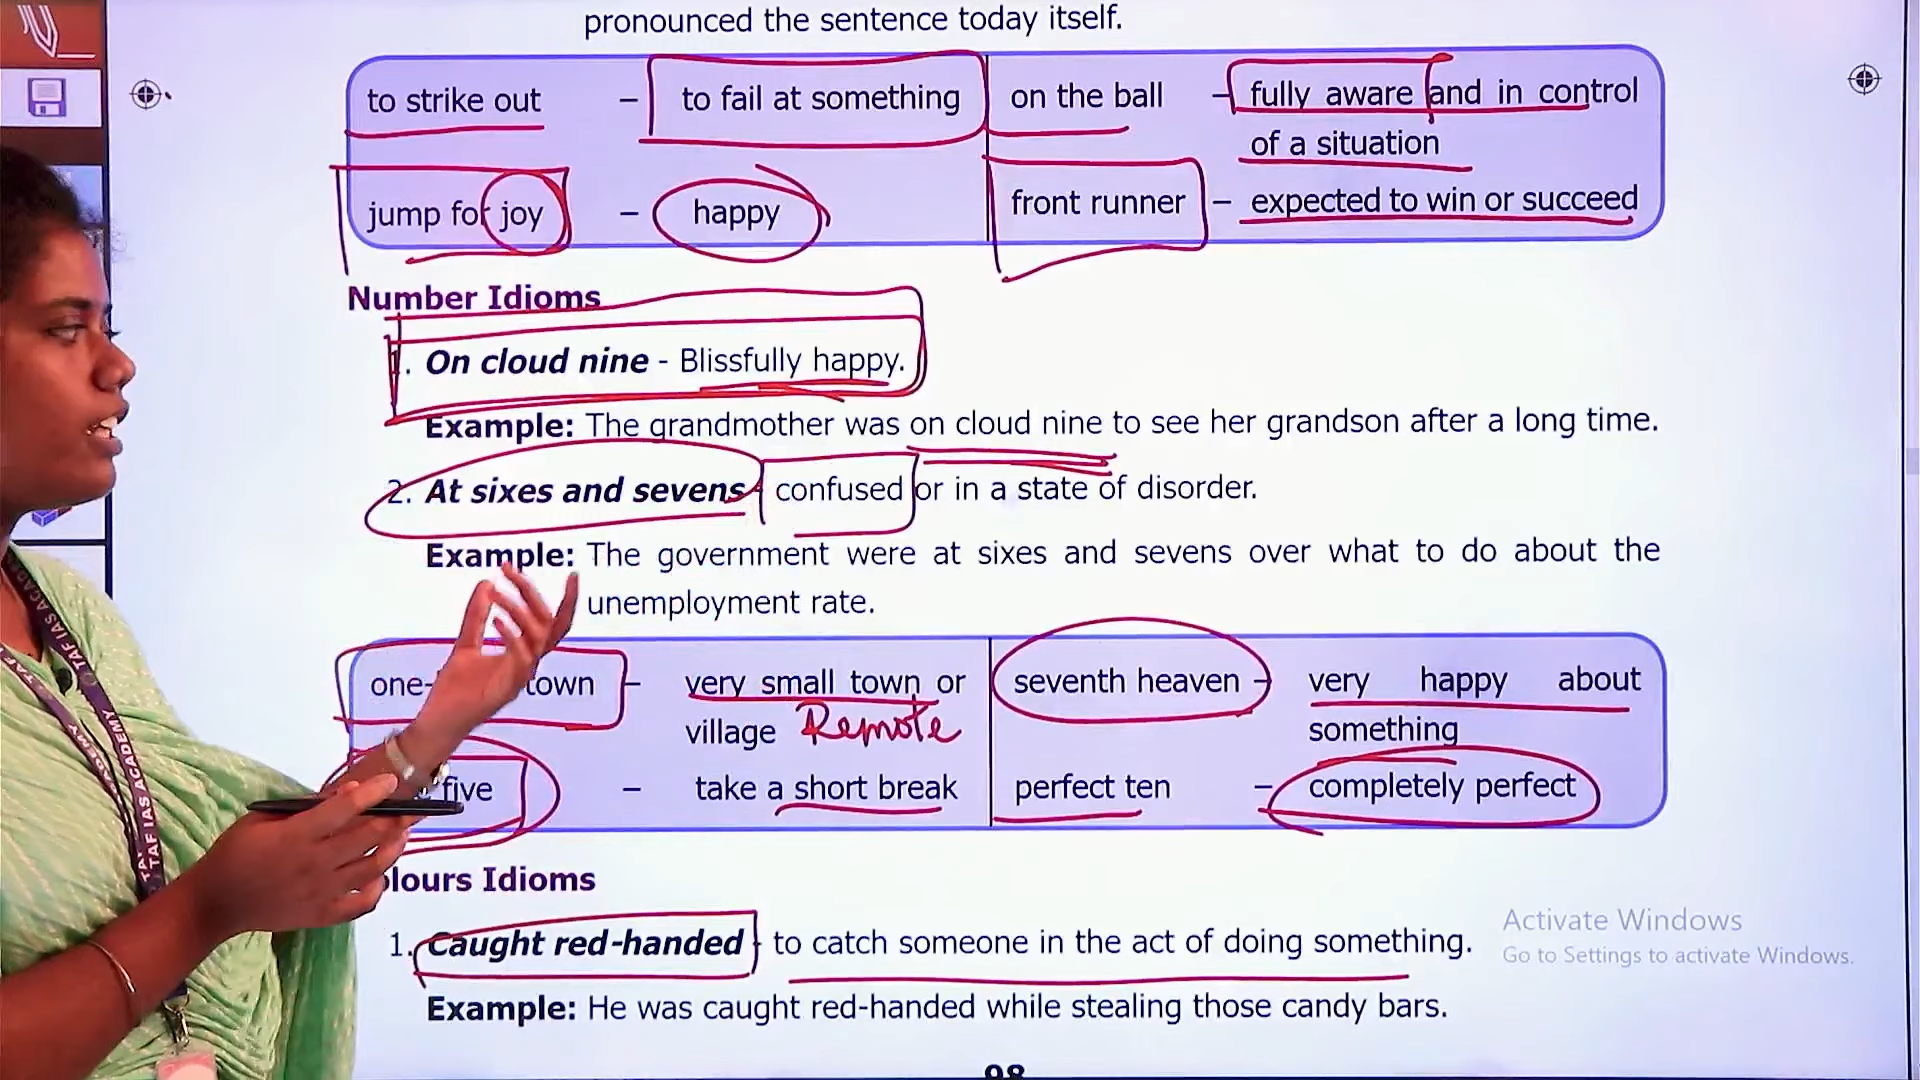 pronounced the sentence today itself.
to strike out – to fail at something on the ball – fully aware and in control
of a situation
jump for joy – happy front runner – expected to win or succeed
Number Idioms
1. On cloud nine - Blissfully happy.
Example: The grandmother was on cloud nine to see her grandson after a long time.
2. At sixes and sevens - confused or in a state of disorder.
Example: The government were at sixes and sevens over what to do about the
unemployment rate.
one- town – very small town or seventh heaven – very happy about
village Remote something
five – take a short break perfect ten – completely perfect
lours Idioms
1. Caught red-handed - to catch someone in the act of doing something.
Example: He was caught red-handed while stealing those candy bars.
98
Activate Windows
Go to Settings to activate Windows.
TAF IAS ACADEMY
TAF IAS ACADEMY